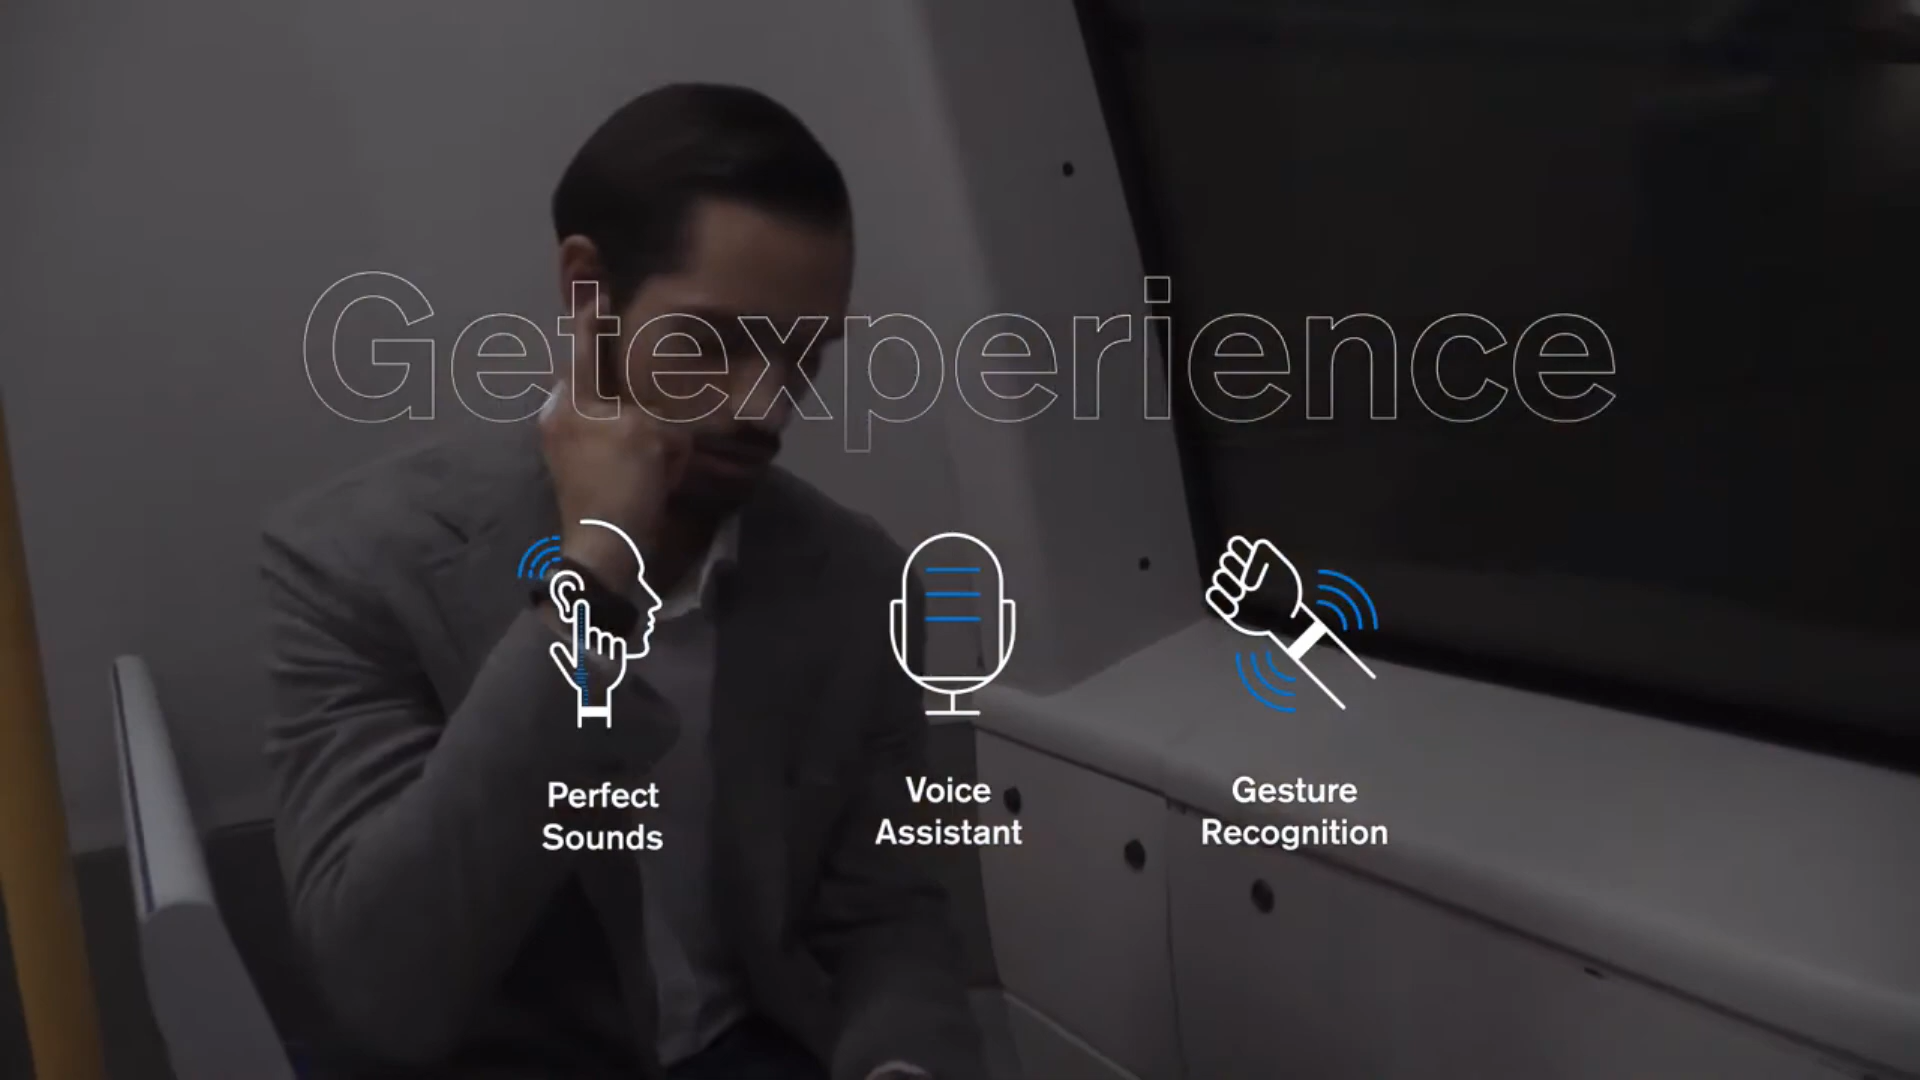 Getexperience
Perfect
Sounds
Voice
Assistant
Gesture
Recognition